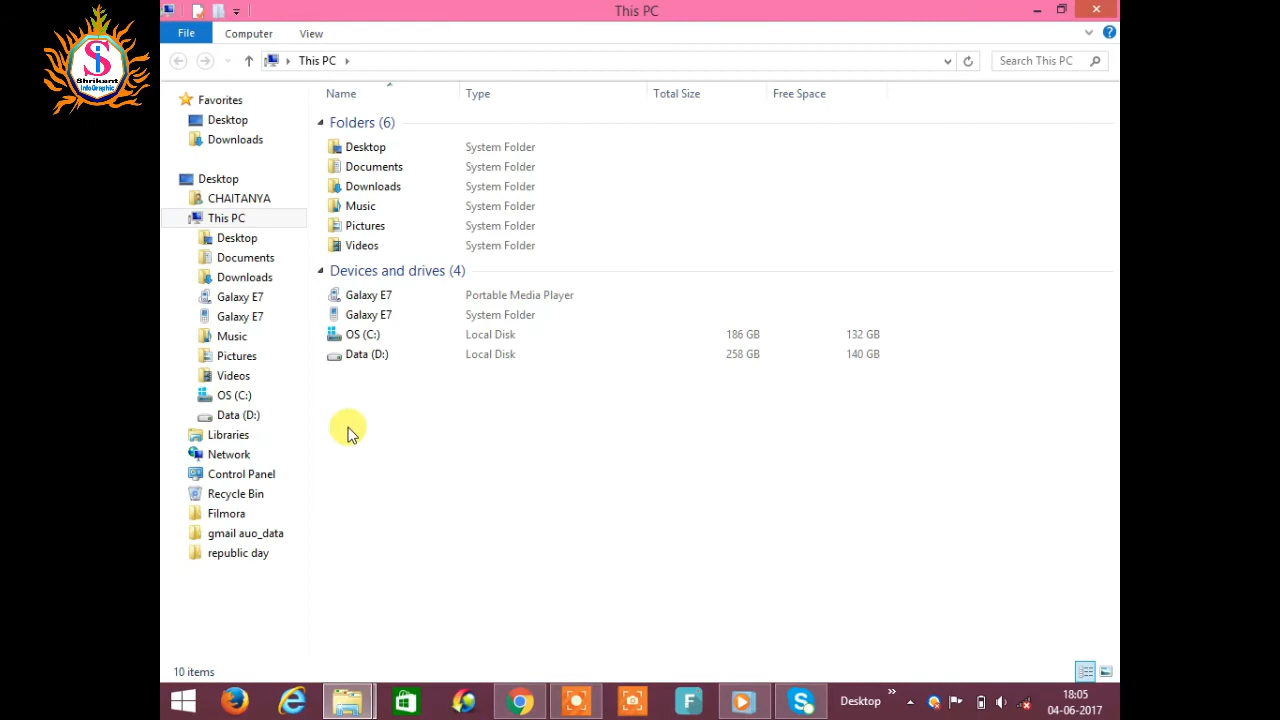 This PC
File Computer View
This PC
Search This PC
Name Type Total Size Free Space
Favorites
Desktop
Downloads
Desktop
CHAITANYA
This PC
Desktop
Documents
Downloads
Galaxy E7
Galaxy E7
Music
Pictures
Videos
OS (C:)
Data (D:)
Libraries
Network
Control Panel
Recycle Bin
Filmora
gmail auo_data
republic day
Folders (6)
Desktop System Folder
Documents System Folder
Downloads System Folder
Music System Folder
Pictures System Folder
Videos System Folder
Devices and drives (4)
Galaxy E7 Portable Media Player
Galaxy E7 System Folder
OS (C:) Local Disk 186 GB 132 GB
Data (D:) Local Disk 258 GB 140 GB
10 items
Desktop
18:05
04-06-2017
Si
Shrikant
InfoGraphic